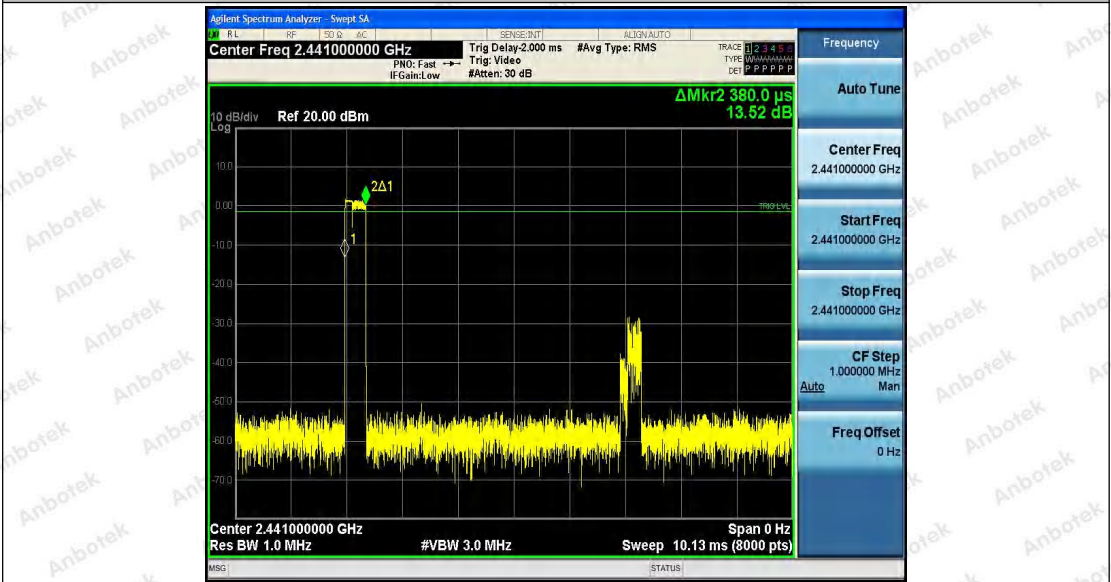 Agilent Spectrum Analyzer - Swept SA
RL RF 50 Ω AC SENSE:INT ALIGN AUTO
Center Freq 2.441000000 GHz
PNO: Fast
IFGain:Low
Trig Delay-2.000 ms
Trig: Video
#Atten: 30 dB
#Avg Type: RMS
TRACE 1 2 3 4 5 6
TYPE
DET P P P P P P
ΔMkr2 380.0 µs
13.52 dB
10 dB/div Ref 20.00 dBm
Log
10.0
0.00
-10.0
-20.0
-30.0
-40.0
-50.0
-60.0
-70.0
2Δ1
1
TRIG LVL
Center 2.441000000 GHz Span 0 Hz
Res BW 1.0 MHz #VBW 3.0 MHz Sweep 10.13 ms (8000 pts)
MSG STATUS
Frequency
Auto Tune
Center Freq
2.441000000 GHz
Start Freq
2.441000000 GHz
Stop Freq
2.441000000 GHz
CF Step
1.000000 MHz
Auto Man
Freq Offset
0 Hz
Anbotek